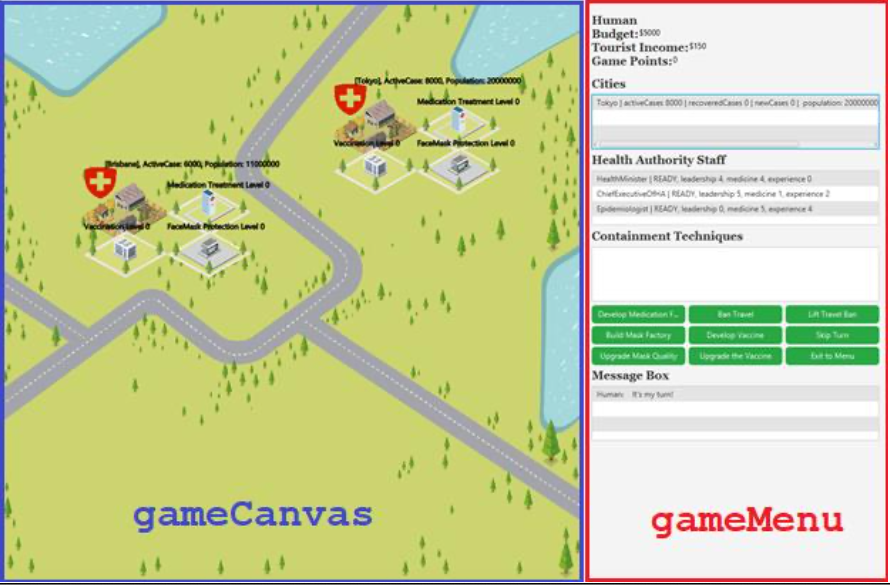 [Tokyo], ActiveCase: 8000, Population: 20000000
Medication Treatment Level 0
Vaccination Level 0
FaceMask Protection Level 0
[Brisbane], ActiveCase: 6000, Population: 11000000
Medication Treatment Level 0
Vaccination Level 0
FaceMask Protection Level 0
gameCanvas
Human
Budget:$5000
Tourist Income:$150
Game Points:0
Cities
Tokyo | activeCases 8000 | recoveredCases 0 | newCases 0 | population: 20000000
Health Authority Staff
HealthMinister | READY, leadership 4, medicine 4, experience 0
ChiefExecutiveOfHA | READY, leadership 5, medicine 1, experience 2
Epidemiologist | READY, leadership 0, medicine 5, experience 4
Containment Techniques
Develop Medication F...
Ban Travel
Lift Travel Ban
Build Mask Factory
Develop Vaccine
Skip Turn
Upgrade Mask Quality
Upgrade the Vaccine
Exit to Menu
Message Box
Human: It's my turn!
gameMenu